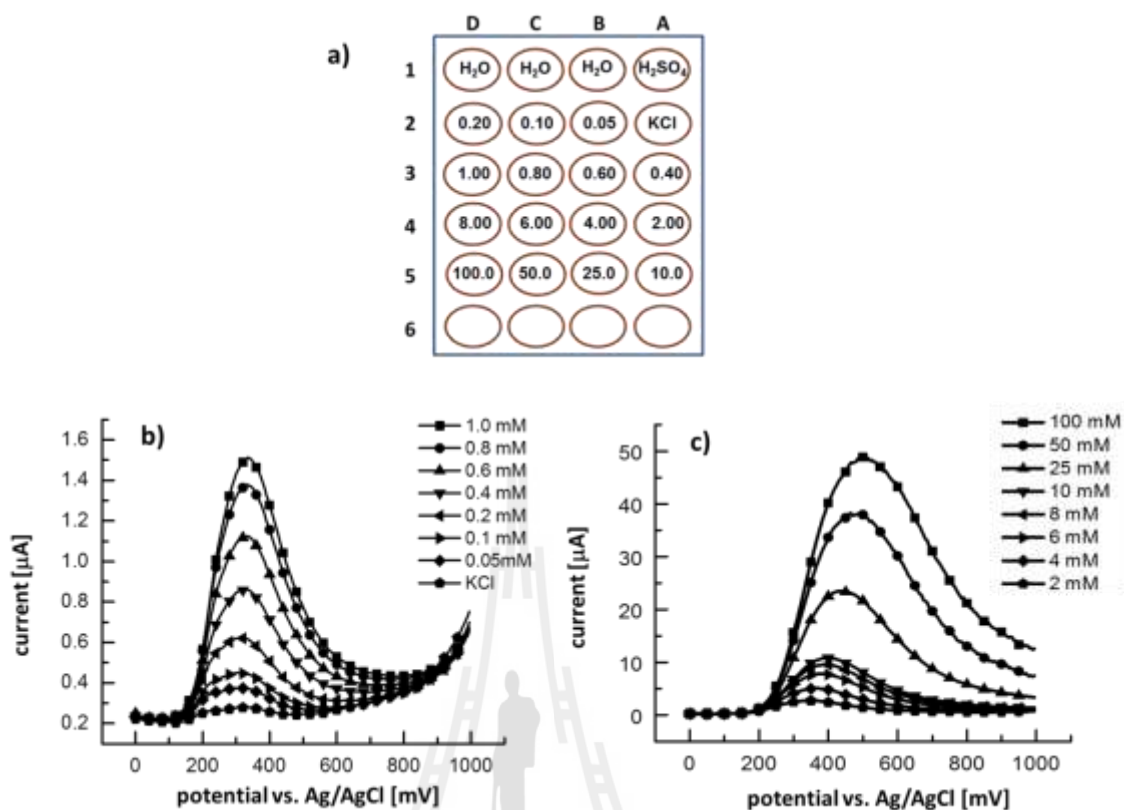 a)
D C B A
1 H₂O H₂O H₂O H₂SO₄
2 0.20 0.10 0.05 KCl
3 1.00 0.80 0.60 0.40
4 8.00 6.00 4.00 2.00
5 100.0 50.0 25.0 10.0
6
b)
1.6
1.4
1.2
1.0
0.8
0.6
0.4
0.2
current [µA]
0 200 400 600 800 1000
potential vs. Ag/AgCl [mV]
1.0 mM
0.8 mM
0.6 mM
0.4 mM
0.2 mM
0.1 mM
0.05mM
KCl
c)
50
40
30
20
10
0
current [µA]
0 200 400 600 800 1000
potential vs. Ag/AgCl [mV]
100 mM
50 mM
25 mM
10 mM
8 mM
6 mM
4 mM
2 mM